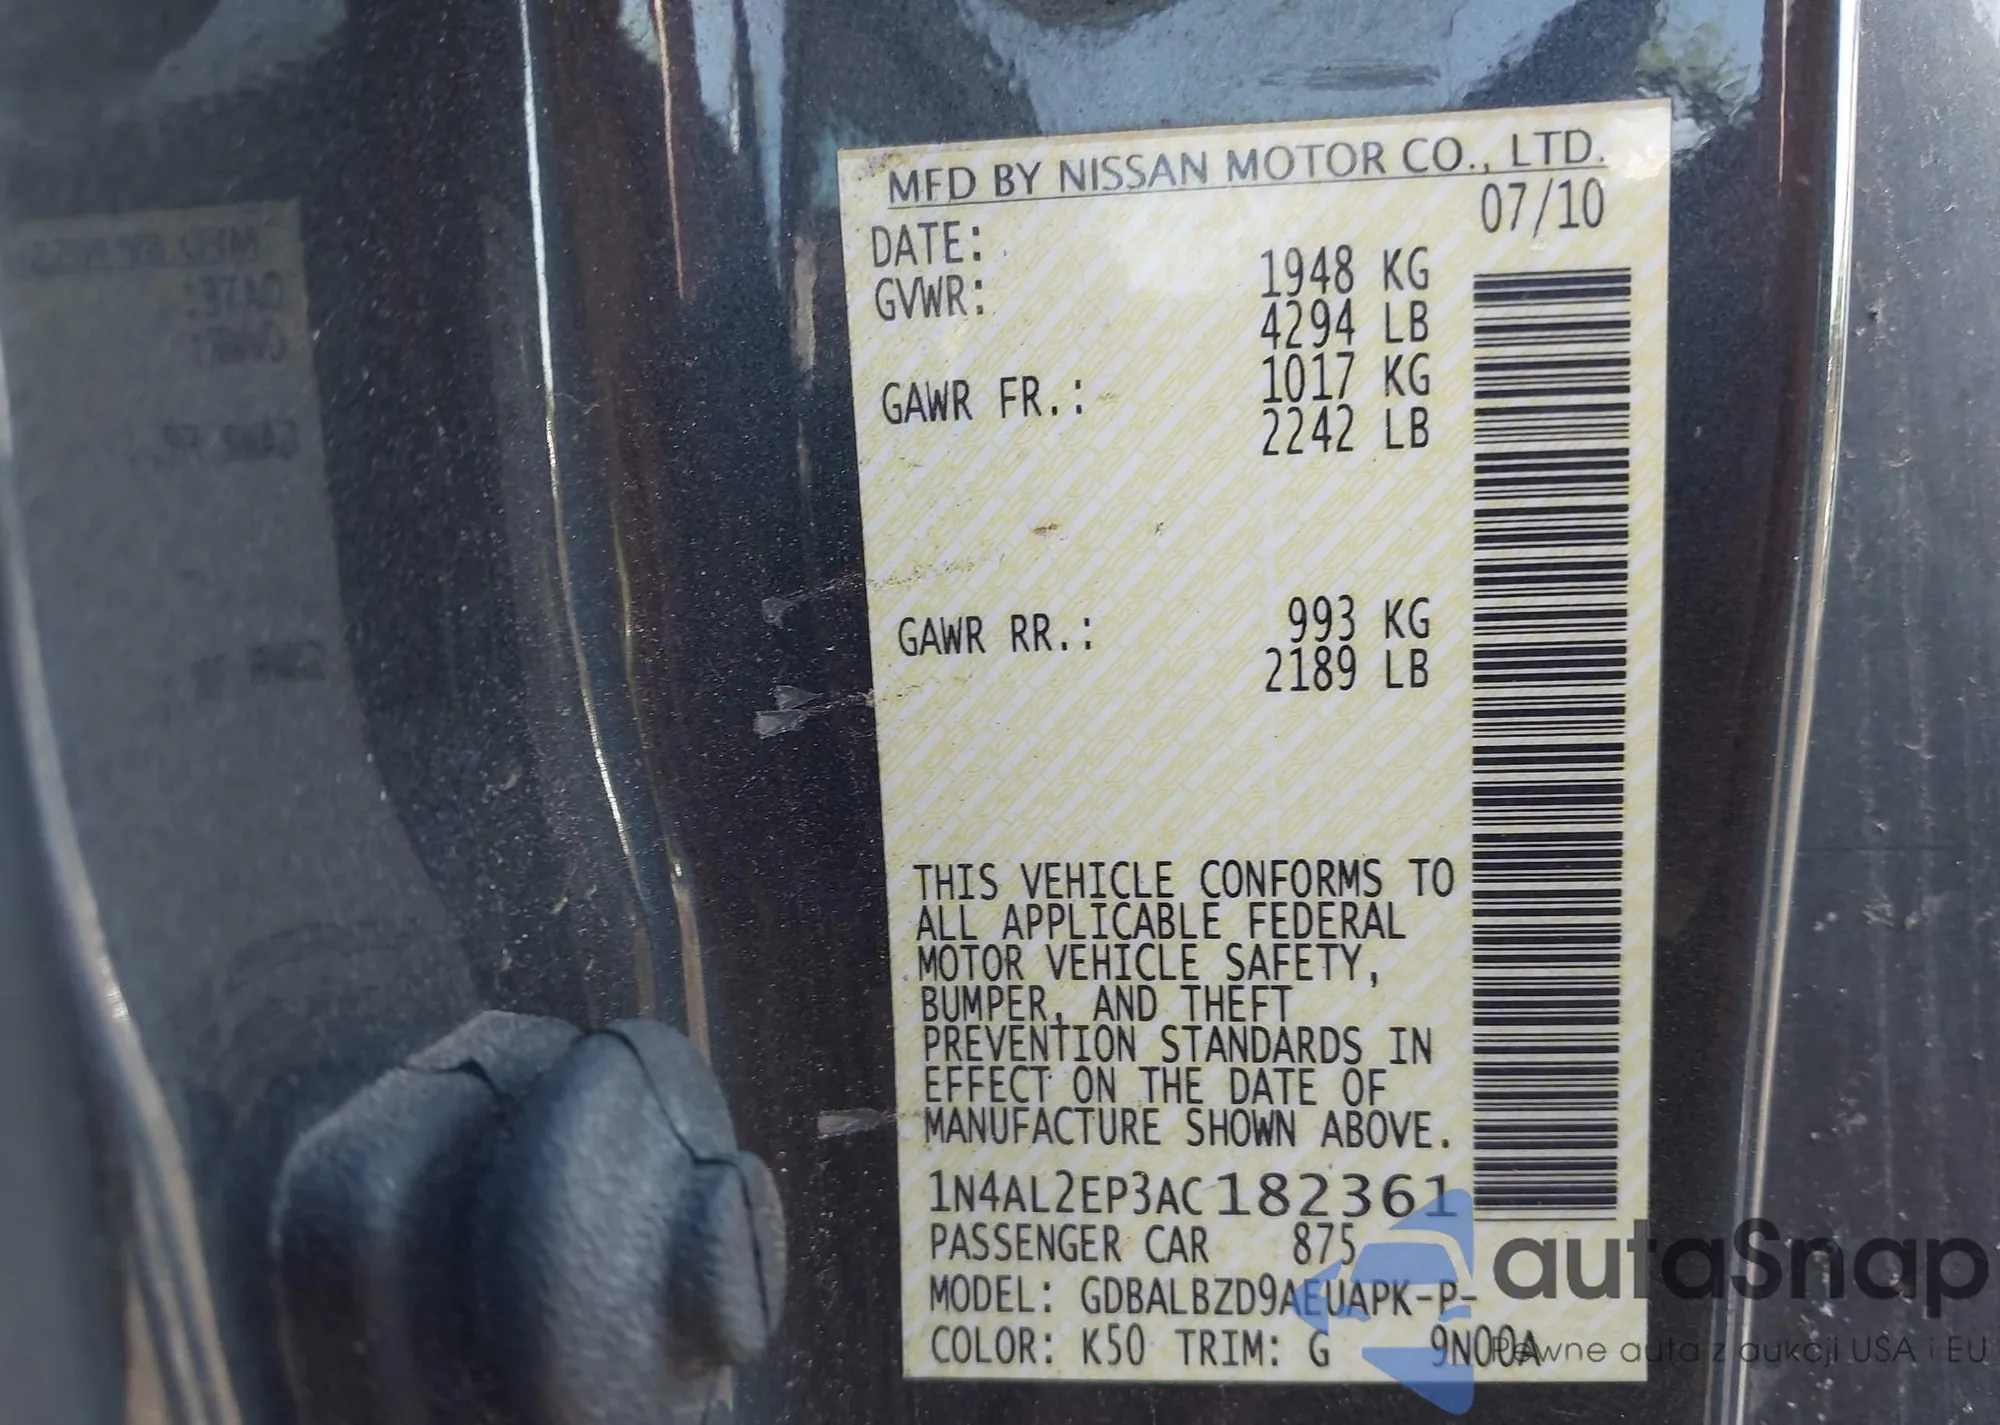 MFD BY NISSAN MOTOR CO., LTD.
DATE: 07/10
GVWR: 1948 KG
4294 LB
GAWR FR.: 1017 KG
2242 LB
GAWR RR.: 993 KG
2189 LB
THIS VEHICLE CONFORMS TO
ALL APPLICABLE FEDERAL
MOTOR VEHICLE SAFETY,
BUMPER, AND THEFT
PREVENTION STANDARDS IN
EFFECT ON THE DATE OF
MANUFACTURE SHOWN ABOVE.
1N4AL2EP3AC182361
PASSENGER CAR 875
MODEL: GDBALBZD9AEUAPK-P-
COLOR: K50 TRIM: G 9N00A
autaSnap
Pewne auta z aukcji USA i EU